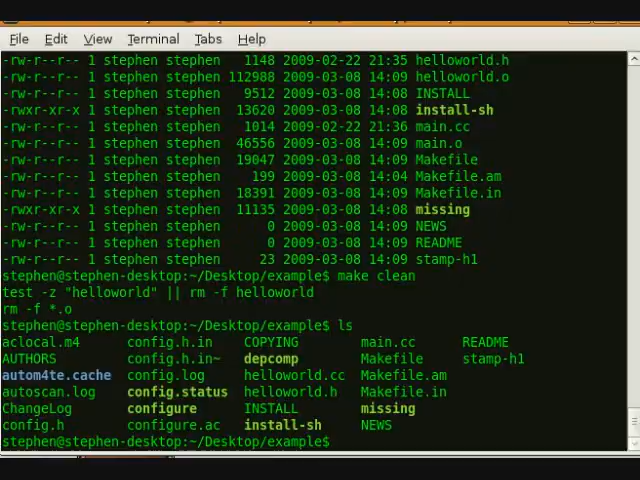 File Edit View Terminal Tabs Help
-rw-r--r-- 1 stephen stephen 1148 2009-02-22 21:35 helloworld.h
-rw-r--r-- 1 stephen stephen 112988 2009-03-08 14:09 helloworld.o
-rw-r--r-- 1 stephen stephen 9512 2009-03-08 14:09 INSTALL
-rwxr-xr-x 1 stephen stephen 13620 2009-03-08 14:08 install-sh
-rw-r--r-- 1 stephen stephen 1014 2009-02-22 21:36 main.cc
-rw-r--r-- 1 stephen stephen 46556 2009-03-08 14:09 main.o
-rw-r--r-- 1 stephen stephen 19047 2009-03-08 14:09 Makefile
-rw-r--r-- 1 stephen stephen 199 2009-03-08 14:04 Makefile.am
-rw-r--r-- 1 stephen stephen 18391 2009-03-08 14:09 Makefile.in
-rwxr-xr-x 1 stephen stephen 11135 2009-03-08 14:08 missing
-rw-r--r-- 1 stephen stephen 0 2009-03-08 14:09 NEWS
-rw-r--r-- 1 stephen stephen 0 2009-03-08 14:09 README
-rw-r--r-- 1 stephen stephen 23 2009-03-08 14:09 stamp-h1
stephen@stephen-desktop:~/Desktop/example$ make clean
test -z "helloworld" || rm -f helloworld
rm -f *.o
stephen@stephen-desktop:~/Desktop/example$ ls
aclocal.m4 config.h.in COPYING main.cc README
AUTHORS config.h.in~ depcomp Makefile stamp-h1
autom4te.cache config.log helloworld.cc Makefile.am
autoscan.log config.status helloworld.h Makefile.in
ChangeLog configure INSTALL missing
config.h configure.ac install-sh NEWS
stephen@stephen-desktop:~/Desktop/example$